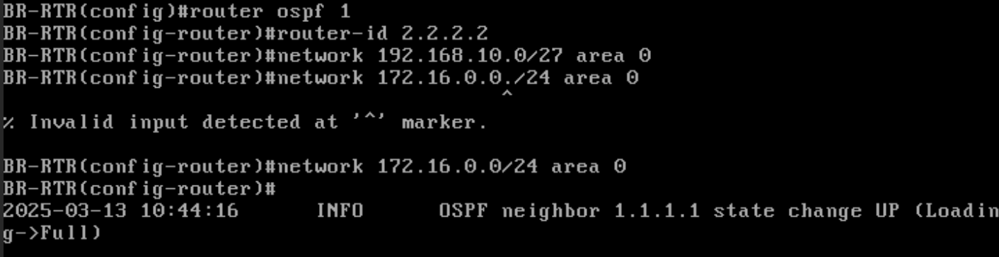 BR-RTR(config)#router ospf 1
BR-RTR(config-router)#router-id 2.2.2.2
BR-RTR(config-router)#network 192.168.10.0/27 area 0
BR-RTR(config-router)#network 172.16.0.0./24 area 0
^
% Invalid input detected at '^' marker.
BR-RTR(config-router)#network 172.16.0.0/24 area 0
BR-RTR(config-router)#
2025-03-13 10:44:16 INFO OSPF neighbor 1.1.1.1 state change UP (Loadin
g->Full)